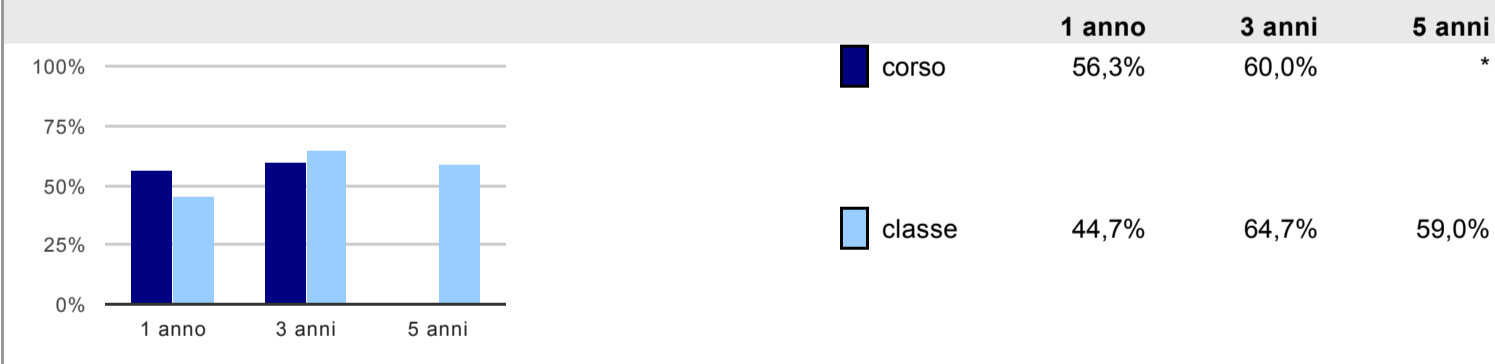 1 anno 3 anni 5 anni
100%
75%
50%
25%
0%
1 anno 3 anni 5 anni
corso 56,3% 60,0% *
classe 44,7% 64,7% 59,0%